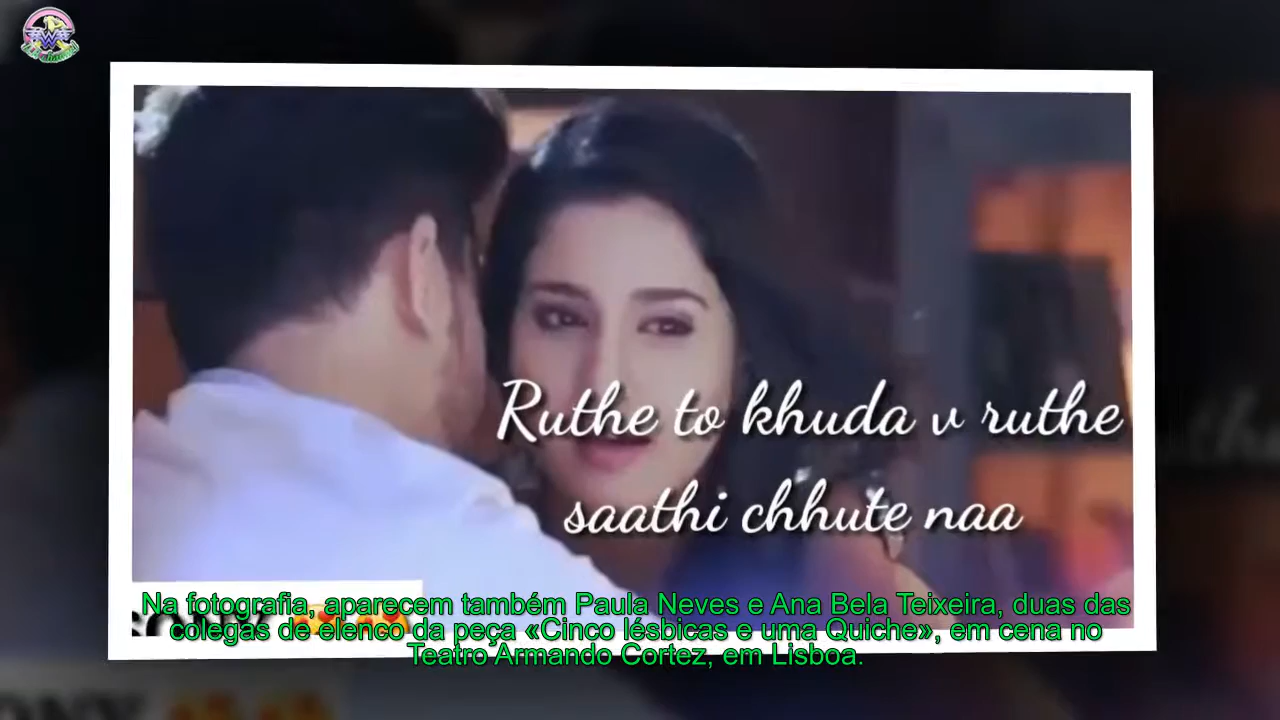 Ruthe to khuda v ruthe
saathi chhute naa
Na fotografia, aparecem também Paula Neves e Ana Bela Teixeira, duas das
colegas de elenco da peça «Cinco lésbicas e uma Quiche», em cena no
Teatro Armando Cortez, em Lisboa.